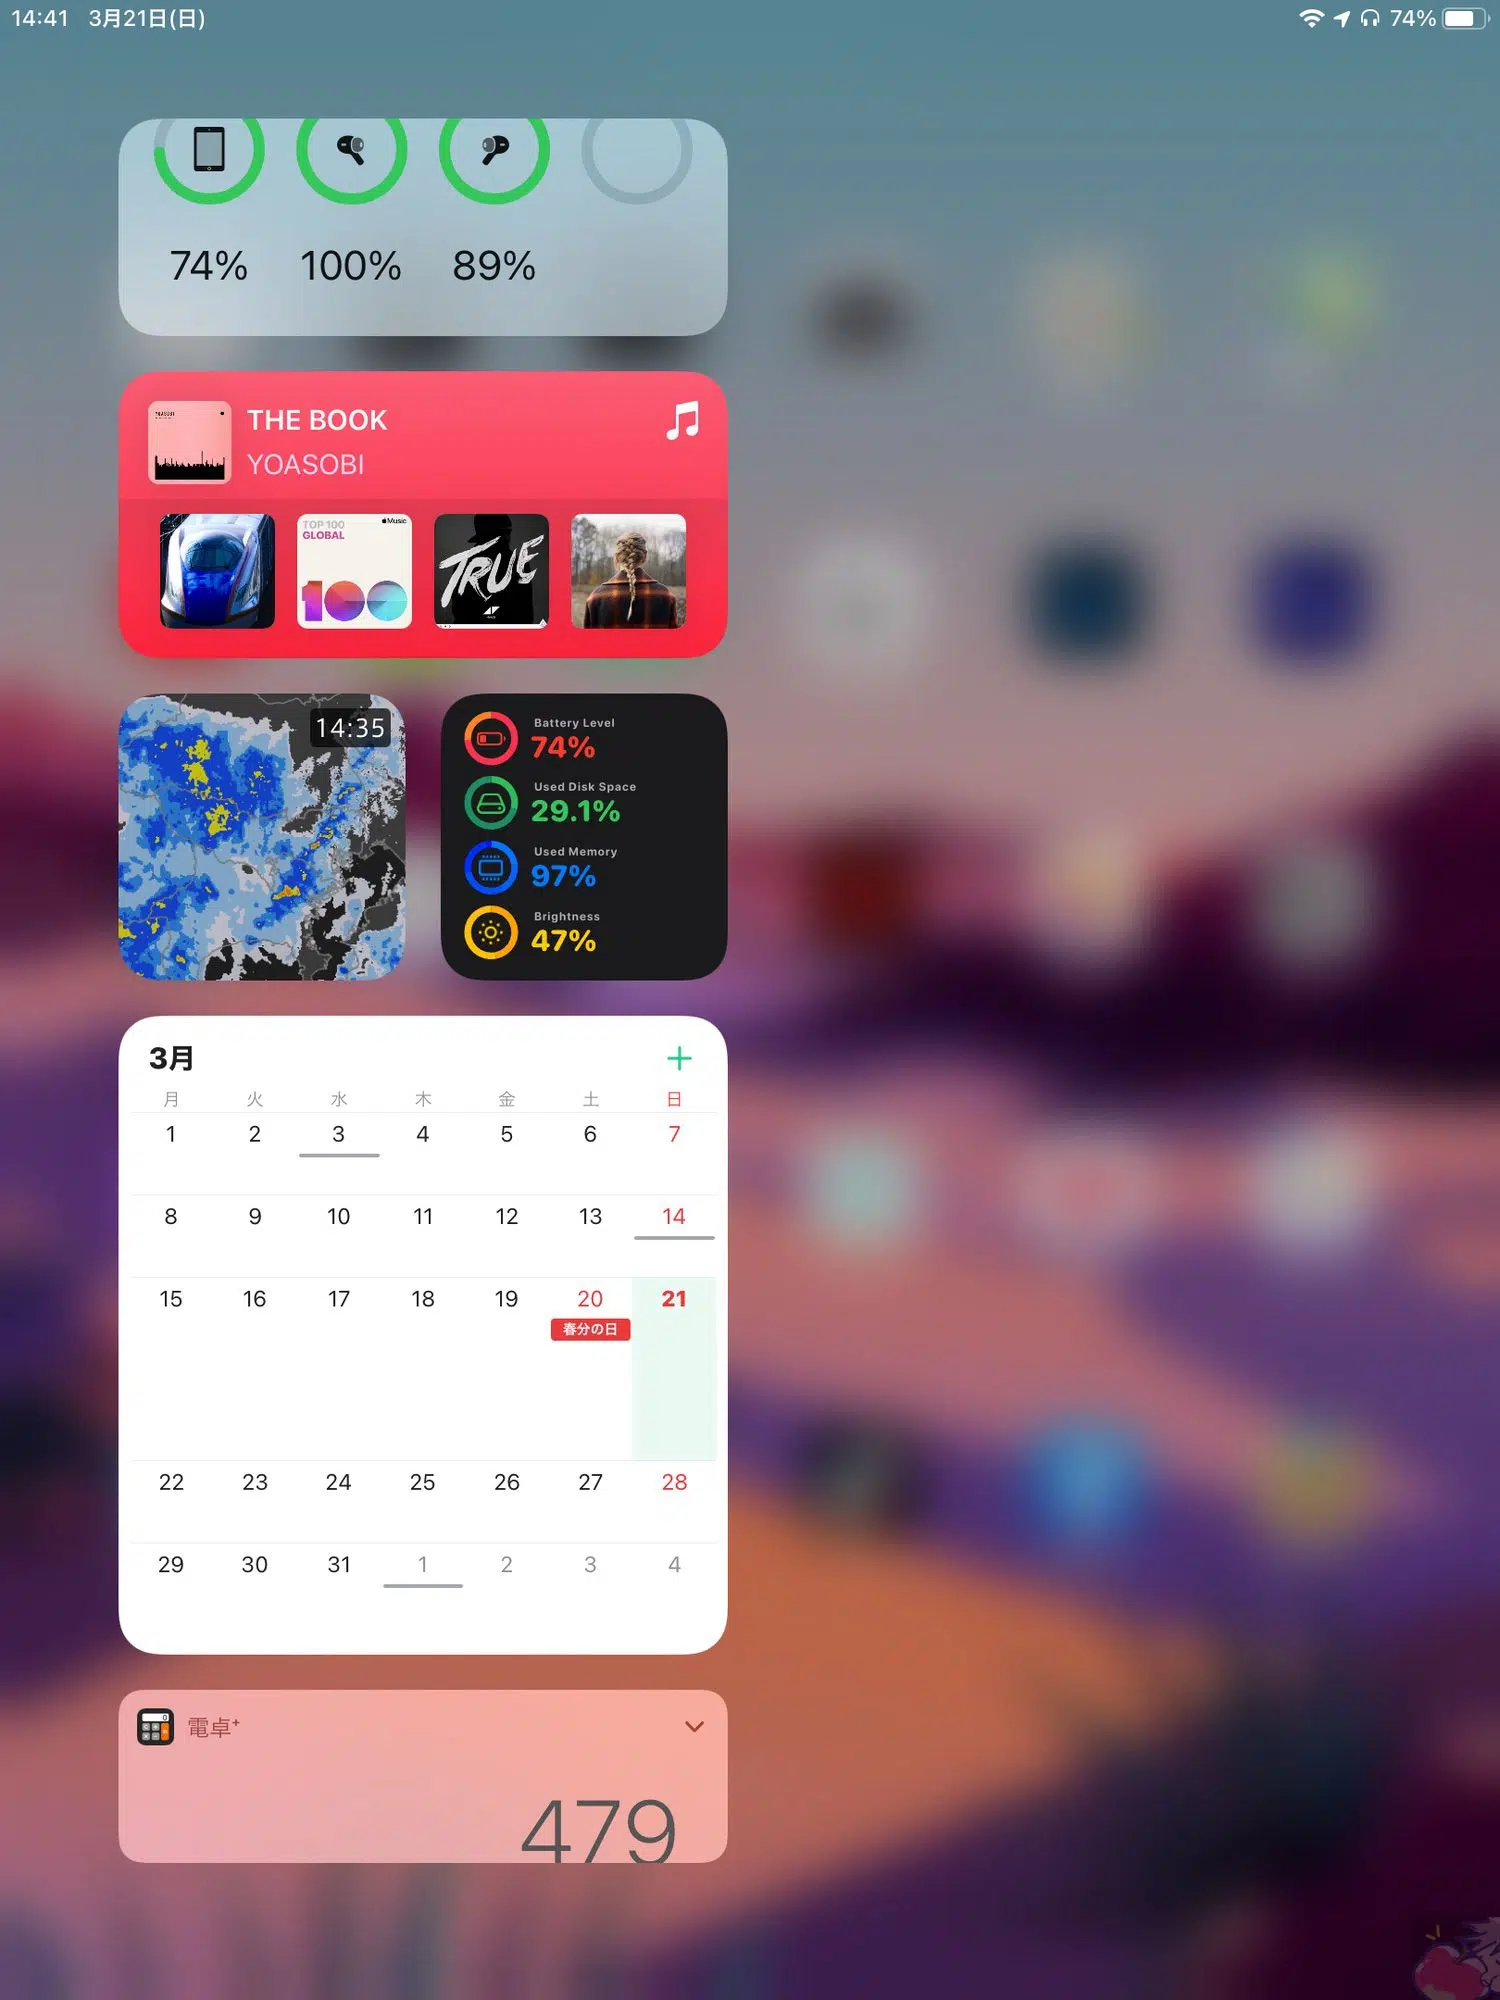 14:41 3月21日(日)
74%
74% 100% 89%
THE BOOK
YOASOBI
TOP 100
GLOBAL
Music
100
TRUE
14:35
Battery Level
74%
Used Disk Space
29.1%
Used Memory
97%
Brightness
47%
3月
月 火 水 木 金 土 日
1 2 3 4 5 6 7
8 9 10 11 12 13 14
15 16 17 18 19 20 21
春分の日
22 23 24 25 26 27 28
29 30 31 1 2 3 4
電卓+
479